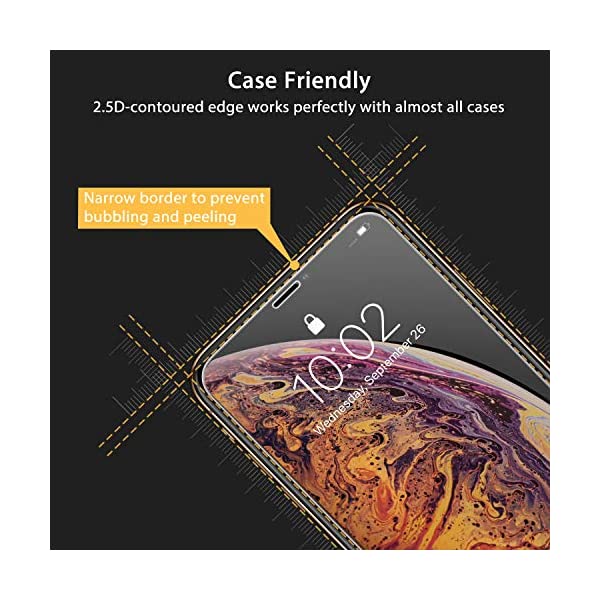 Case Friendly
2.5D-contoured edge works perfectly with almost all cases
Narrow border to prevent
bubbling and peeling
10:02
Wednesday, September 26